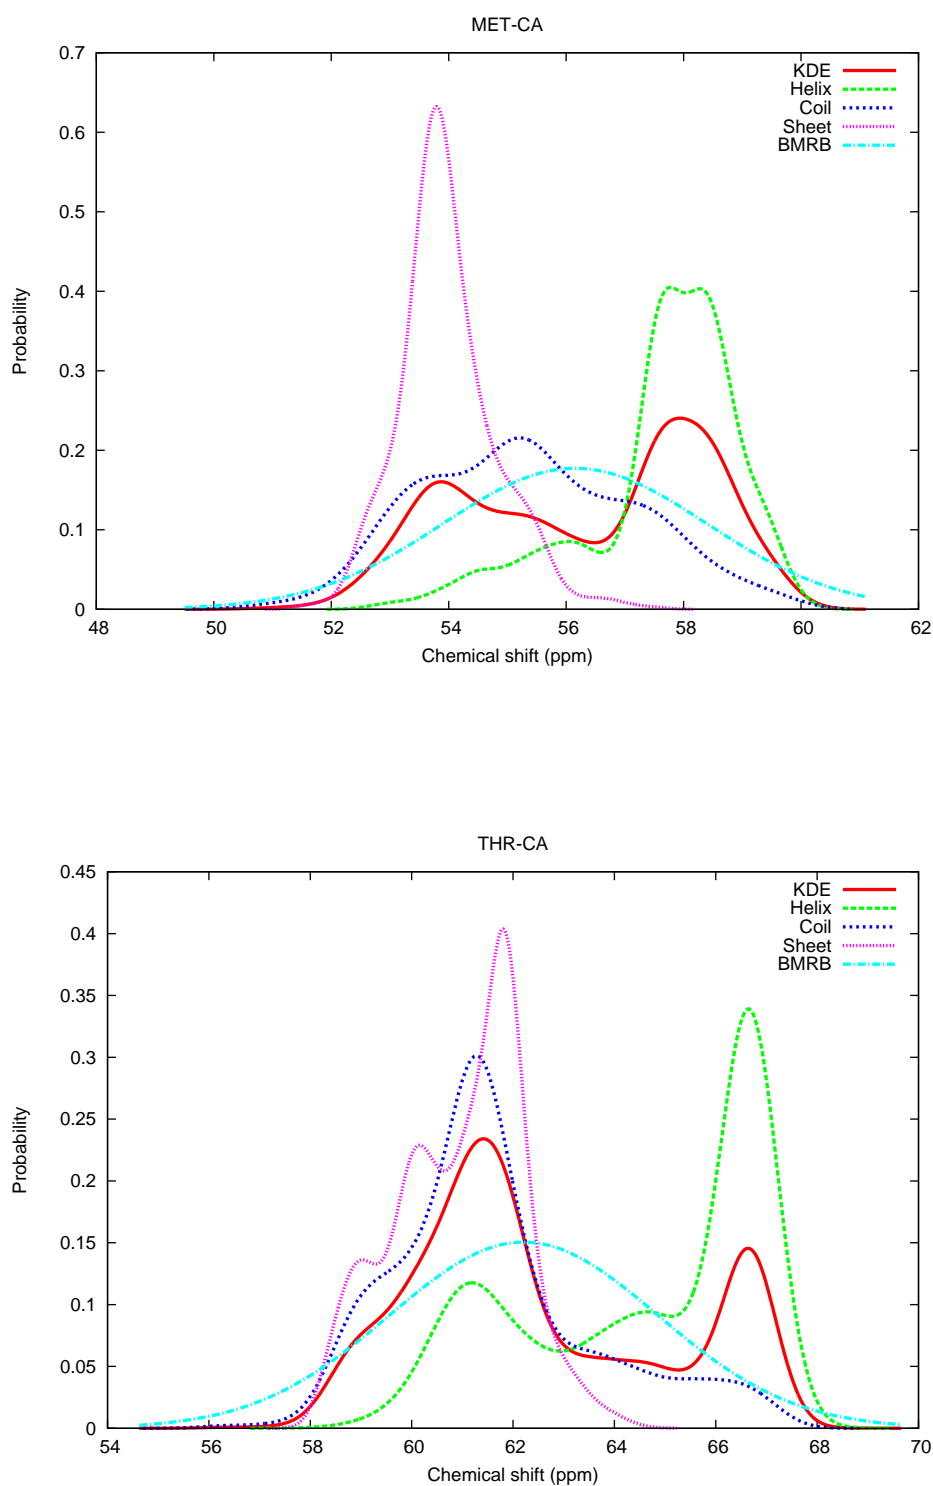 MET-CA
0.7
0.6
0.5
0.4
0.3
0.2
0.1
0
Probability
KDE
Helix
Coil
Sheet
BMRB
48 50 52 54 56 58 60 62
Chemical shift (ppm)
THR-CA
0.45
0.4
0.35
0.3
0.25
0.2
0.15
0.1
0.05
0
Probability
KDE
Helix
Coil
Sheet
BMRB
54 56 58 60 62 64 66 68 70
Chemical shift (ppm)